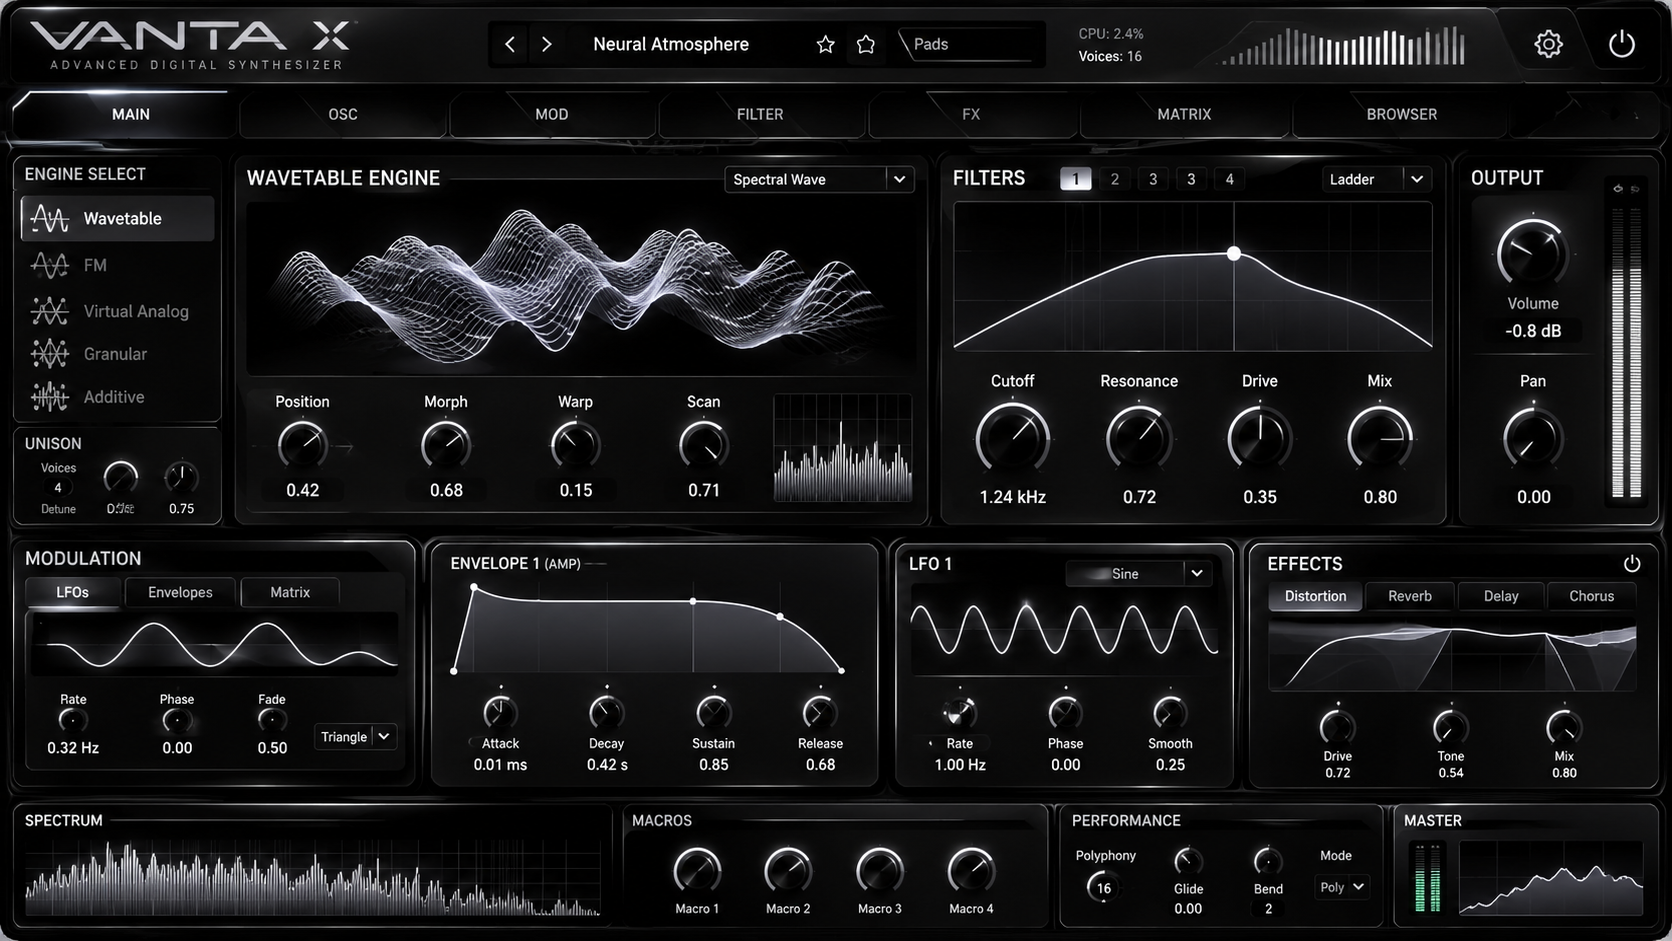 VANTA X
ADVANCED DIGITAL SYNTHESIZER
Neural Atmosphere
Pads
CPU: 2.4%
Voices: 16
MAIN
OSC
MOD
FILTER
FX
MATRIX
BROWSER
ENGINE SELECT
Wavetable
FM
Virtual Analog
Granular
Additive
UNISON
Voices
4
Detune
0.75
WAVETABLE ENGINE
Spectral Wave
Position
Morph
Warp
Scan
0.42
0.68
0.15
0.71
FILTERS
1
2
3
3
4
Ladder
Cutoff
Resonance
Drive
Mix
1.24 kHz
0.72
0.35
0.80
OUTPUT
Volume
-0.8 dB
Pan
0.00
MODULATION
LFOs
Envelopes
Matrix
Rate
Phase
Fade
0.32 Hz
0.00
0.50
Triangle
ENVELOPE 1 (AMP)
Attack
Decay
Sustain
Release
0.01 ms
0.42 s
0.85
0.68
LFO 1
Sine
Rate
Phase
Smooth
1.00 Hz
0.00
0.25
EFFECTS
Distortion
Reverb
Delay
Chorus
Drive
Tone
Mix
0.72
0.54
0.80
SPECTRUM
MACROS
Macro 1
Macro 2
Macro 3
Macro 4
PERFORMANCE
Polyphony
16
Glide
0.00
Bend
2
Mode
Poly
MASTER